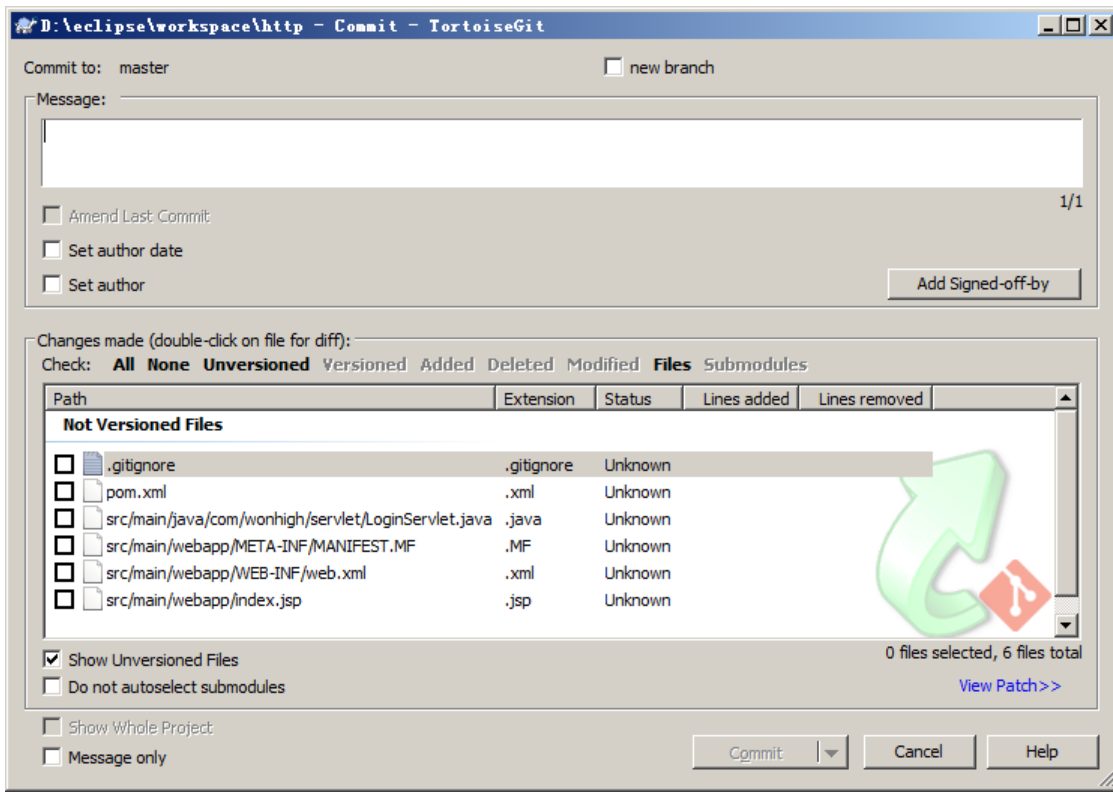 D:\eclipse\workspace\http - Commit - TortoiseGit
Commit to: master new branch
Message:
1/1
Amend Last Commit
Set author date
Set author Add Signed-off-by
Changes made (double-click on file for diff):
Check: All None Unversioned Versioned Added Deleted Modified Files Submodules
Path Extension Status Lines added Lines removed
Not Versioned Files
.gitignore .gitignore Unknown
pom.xml .xml Unknown
src/main/java/com/wonhigh/servlet/LoginServlet.java .java Unknown
src/main/webapp/META-INF/MANIFEST.MF .MF Unknown
src/main/webapp/WEB-INF/web.xml .xml Unknown
src/main/webapp/index.jsp .jsp Unknown
Show Unversioned Files 0 files selected, 6 files total
Do not autoselect submodules View Patch>>
Show Whole Project
Message only Commit Cancel Help